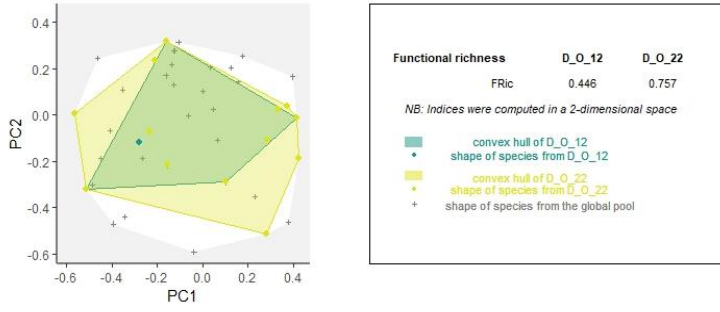 0.4
0.2
0.0
-0.2
-0.4
-0.6
PC2
-0.6 -0.4 -0.2 0.0 0.2 0.4
PC1
Functional richness D_O_12 D_O_22
FRic 0.446 0.757
NB: Indices were computed in a 2-dimensional space
convex hull of D_O_12
shape of species from D_O_12
convex hull of D_O_22
shape of species from D_O_22
shape of species from the global pool